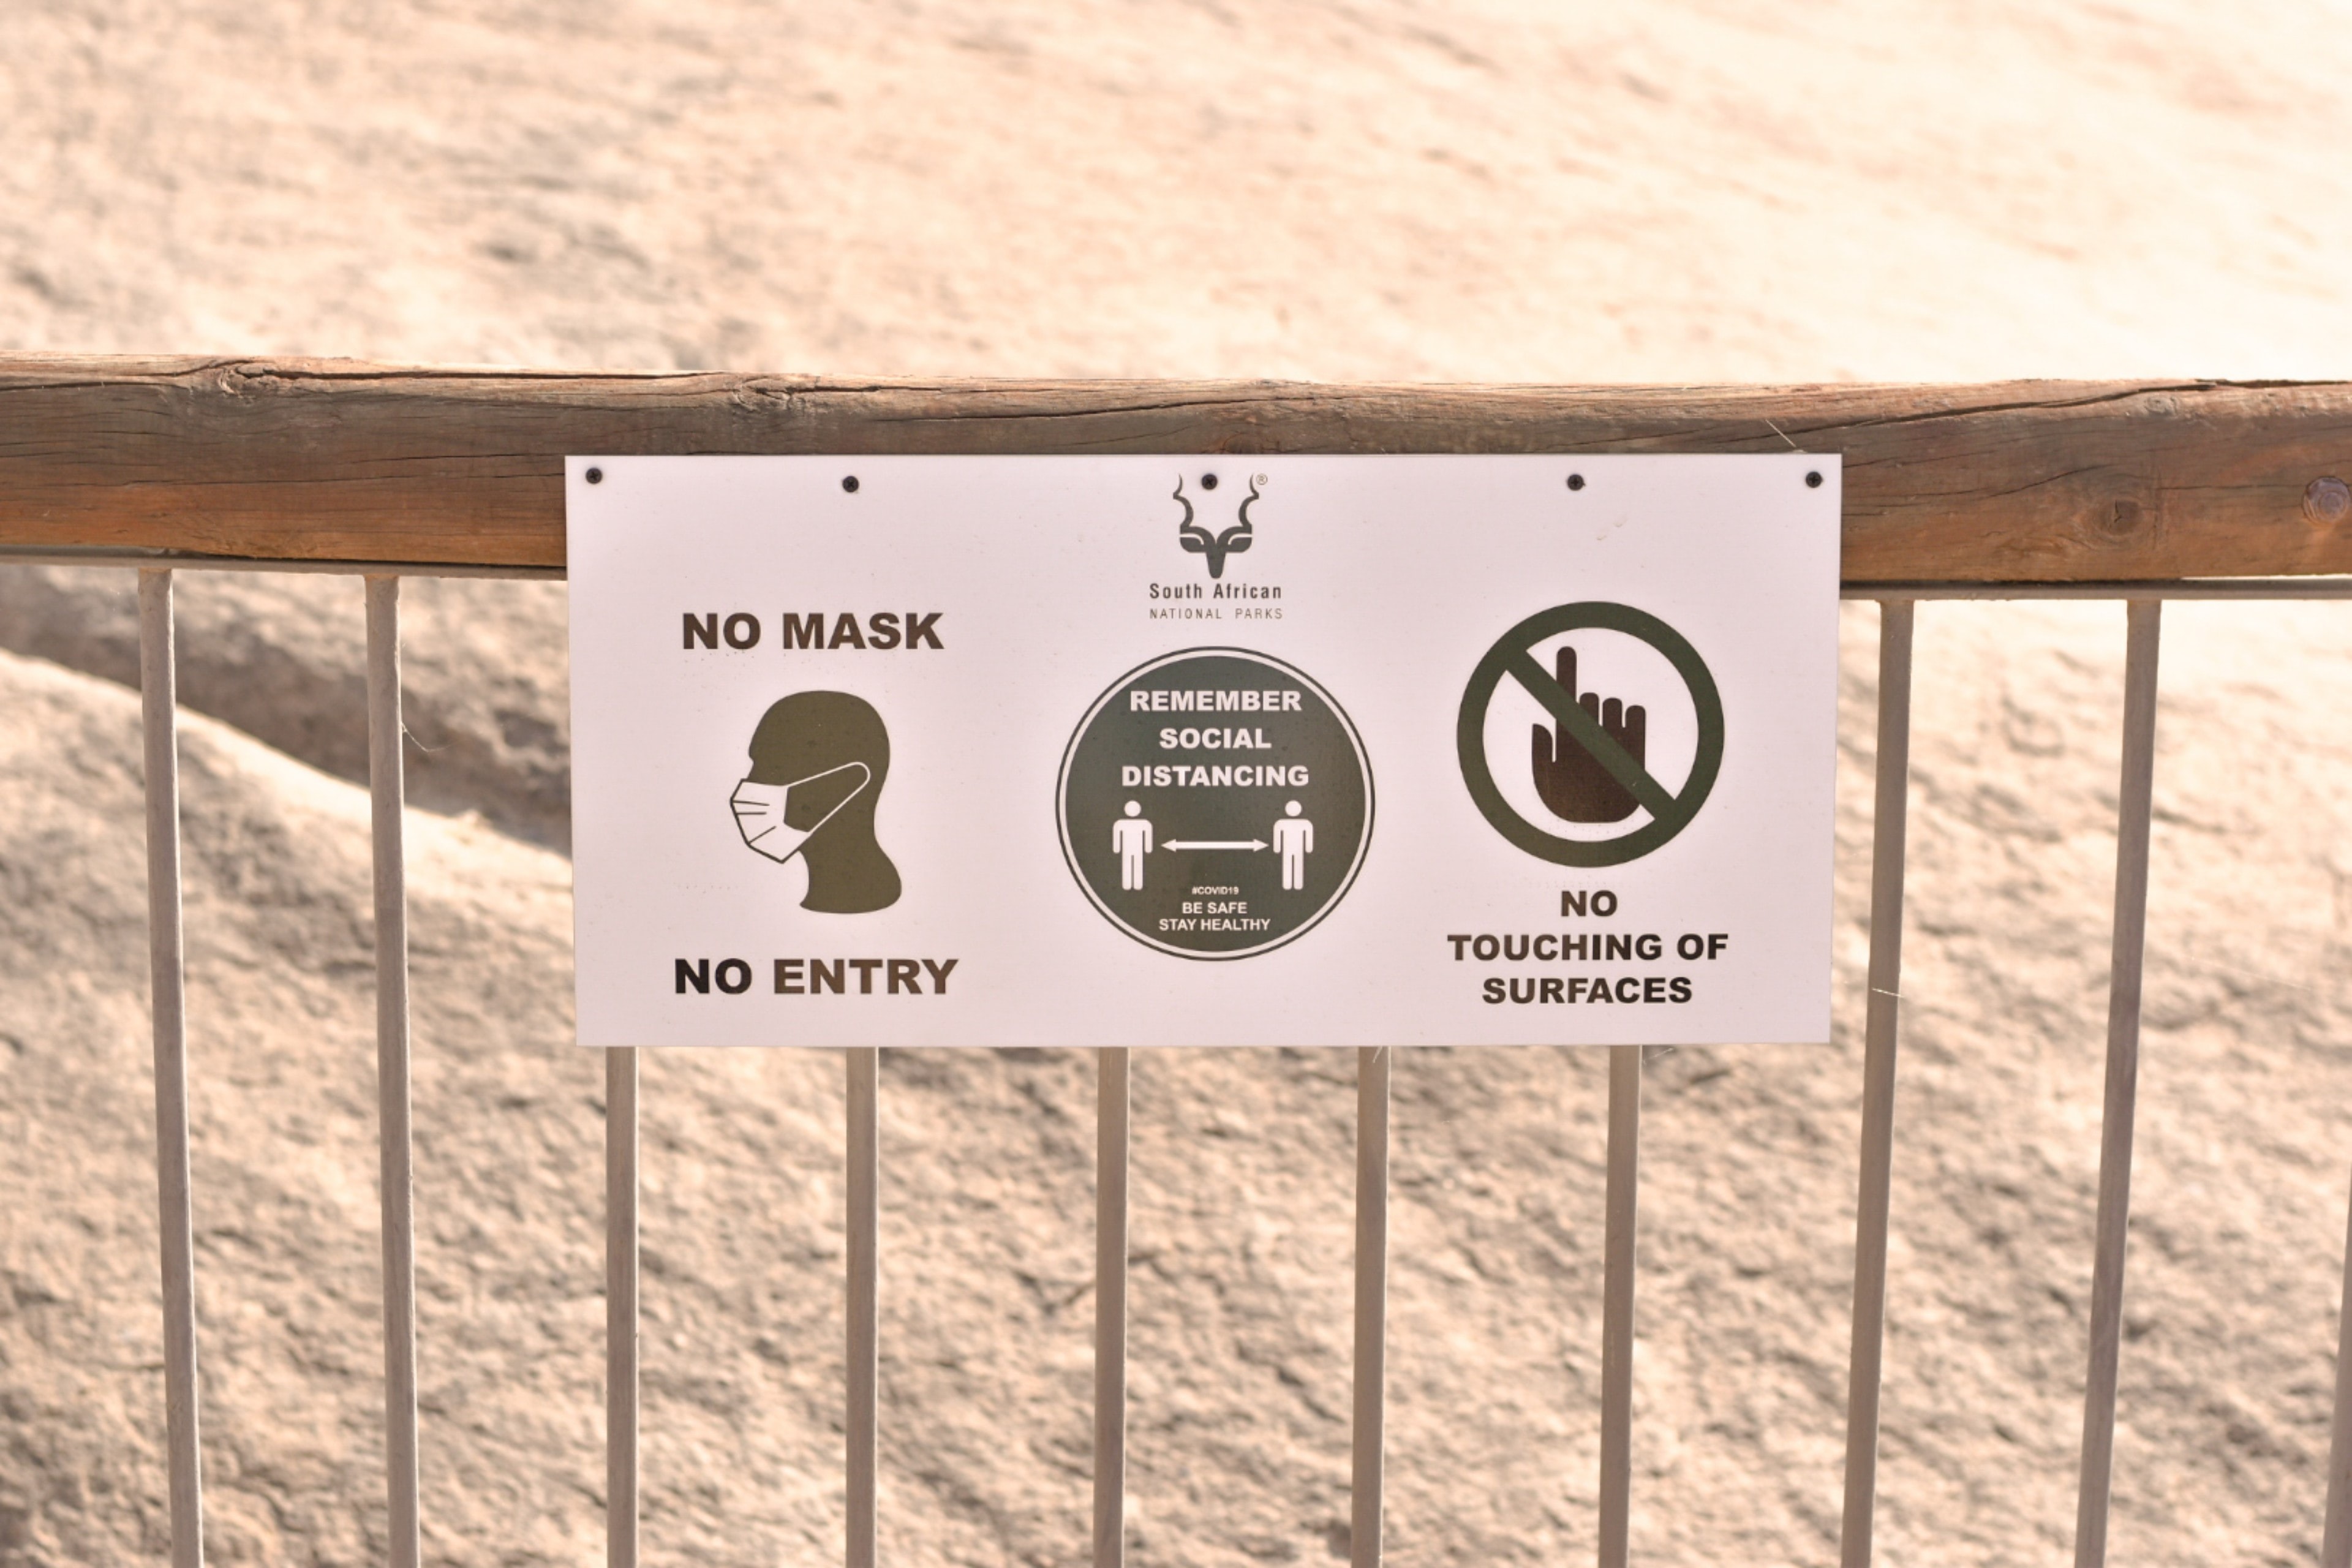 NO MASK
NO ENTRY
®
South African
NATIONAL PARKS
REMEMBER
SOCIAL
DISTANCING
#COVID19
BE SAFE
STAY HEALTHY
NO
TOUCHING OF
SURFACES